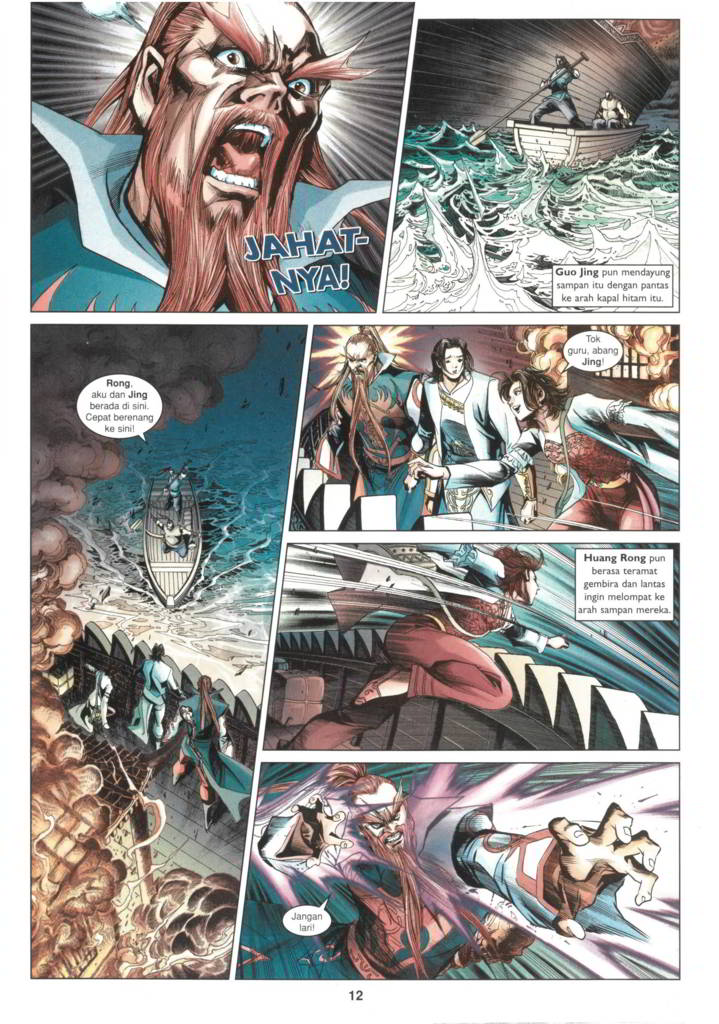 JAHAT-
NYA!
Guo Jing pun mendayung
sampan itu dengan pantas
ke arah kapal hitam itu.
Rong,
aku dan Jing
berada di sini.
Cepat berenang
ke sini!
Tok
guru, abang
Jing!
Huang Rong pun
berasa teramat
gembira dan lantas
ingin melompat ke
arah sampan mereka.
Jangan
lari!
12